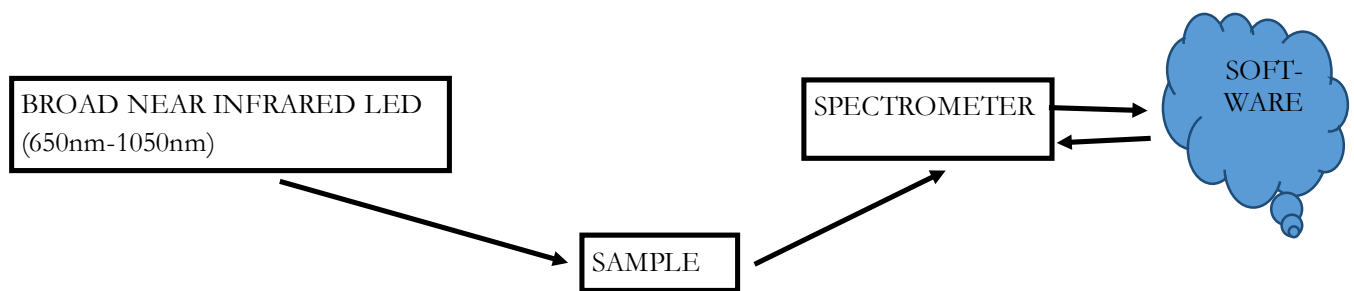 BROAD NEAR INFRARED LED
(650nm-1050nm)
SAMPLE
SPECTROMETER
SOFT-
WARE